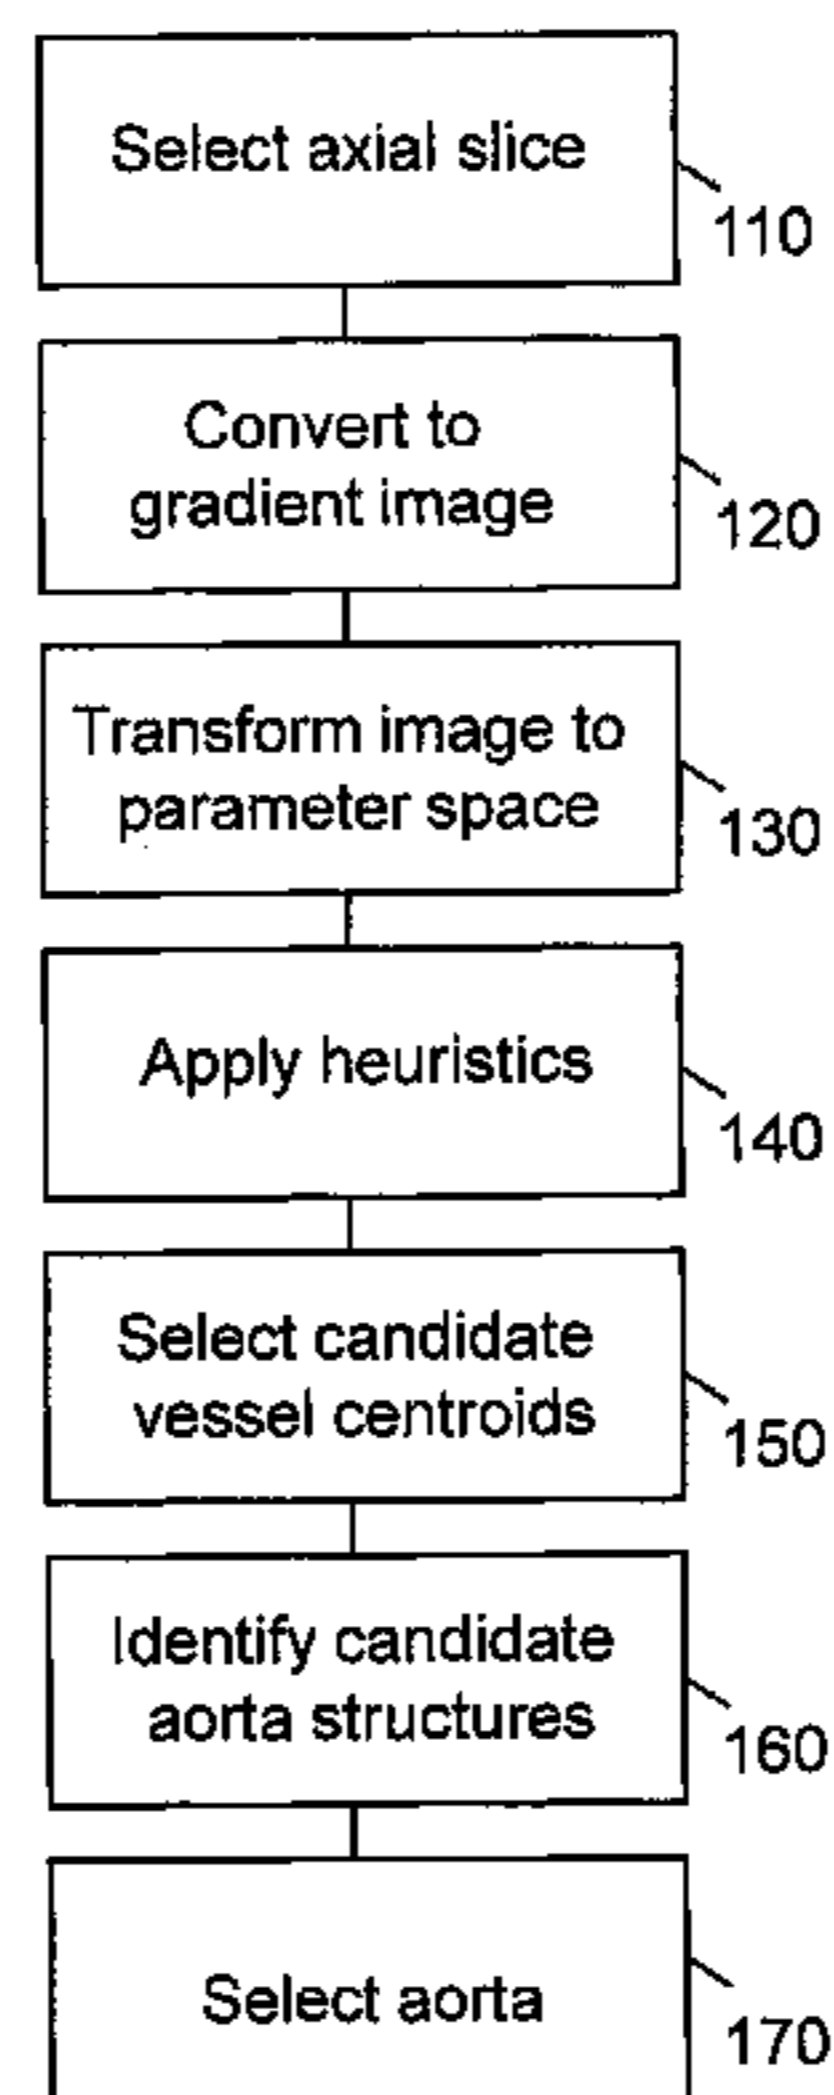 Select axial slice
110
Convert to
gradient image
120
Transform image to
parameter space
130
Apply heuristics
140
Select candidate
vessel centroids
150
Identify candidate
aorta structures
160
Select aorta
170